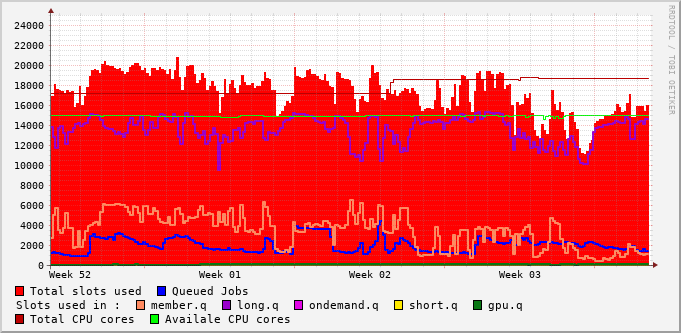 RRDTOOL / TOBI OETIKER
24000
22000
20000
18000
16000
14000
12000
10000
8000
6000
4000
2000
0
Week 52 Week 01 Week 02 Week 03
Total slots used Queued Jobs
Slots used in : member.q long.q ondemand.q short.q gpu.q
Total CPU cores Availale CPU cores